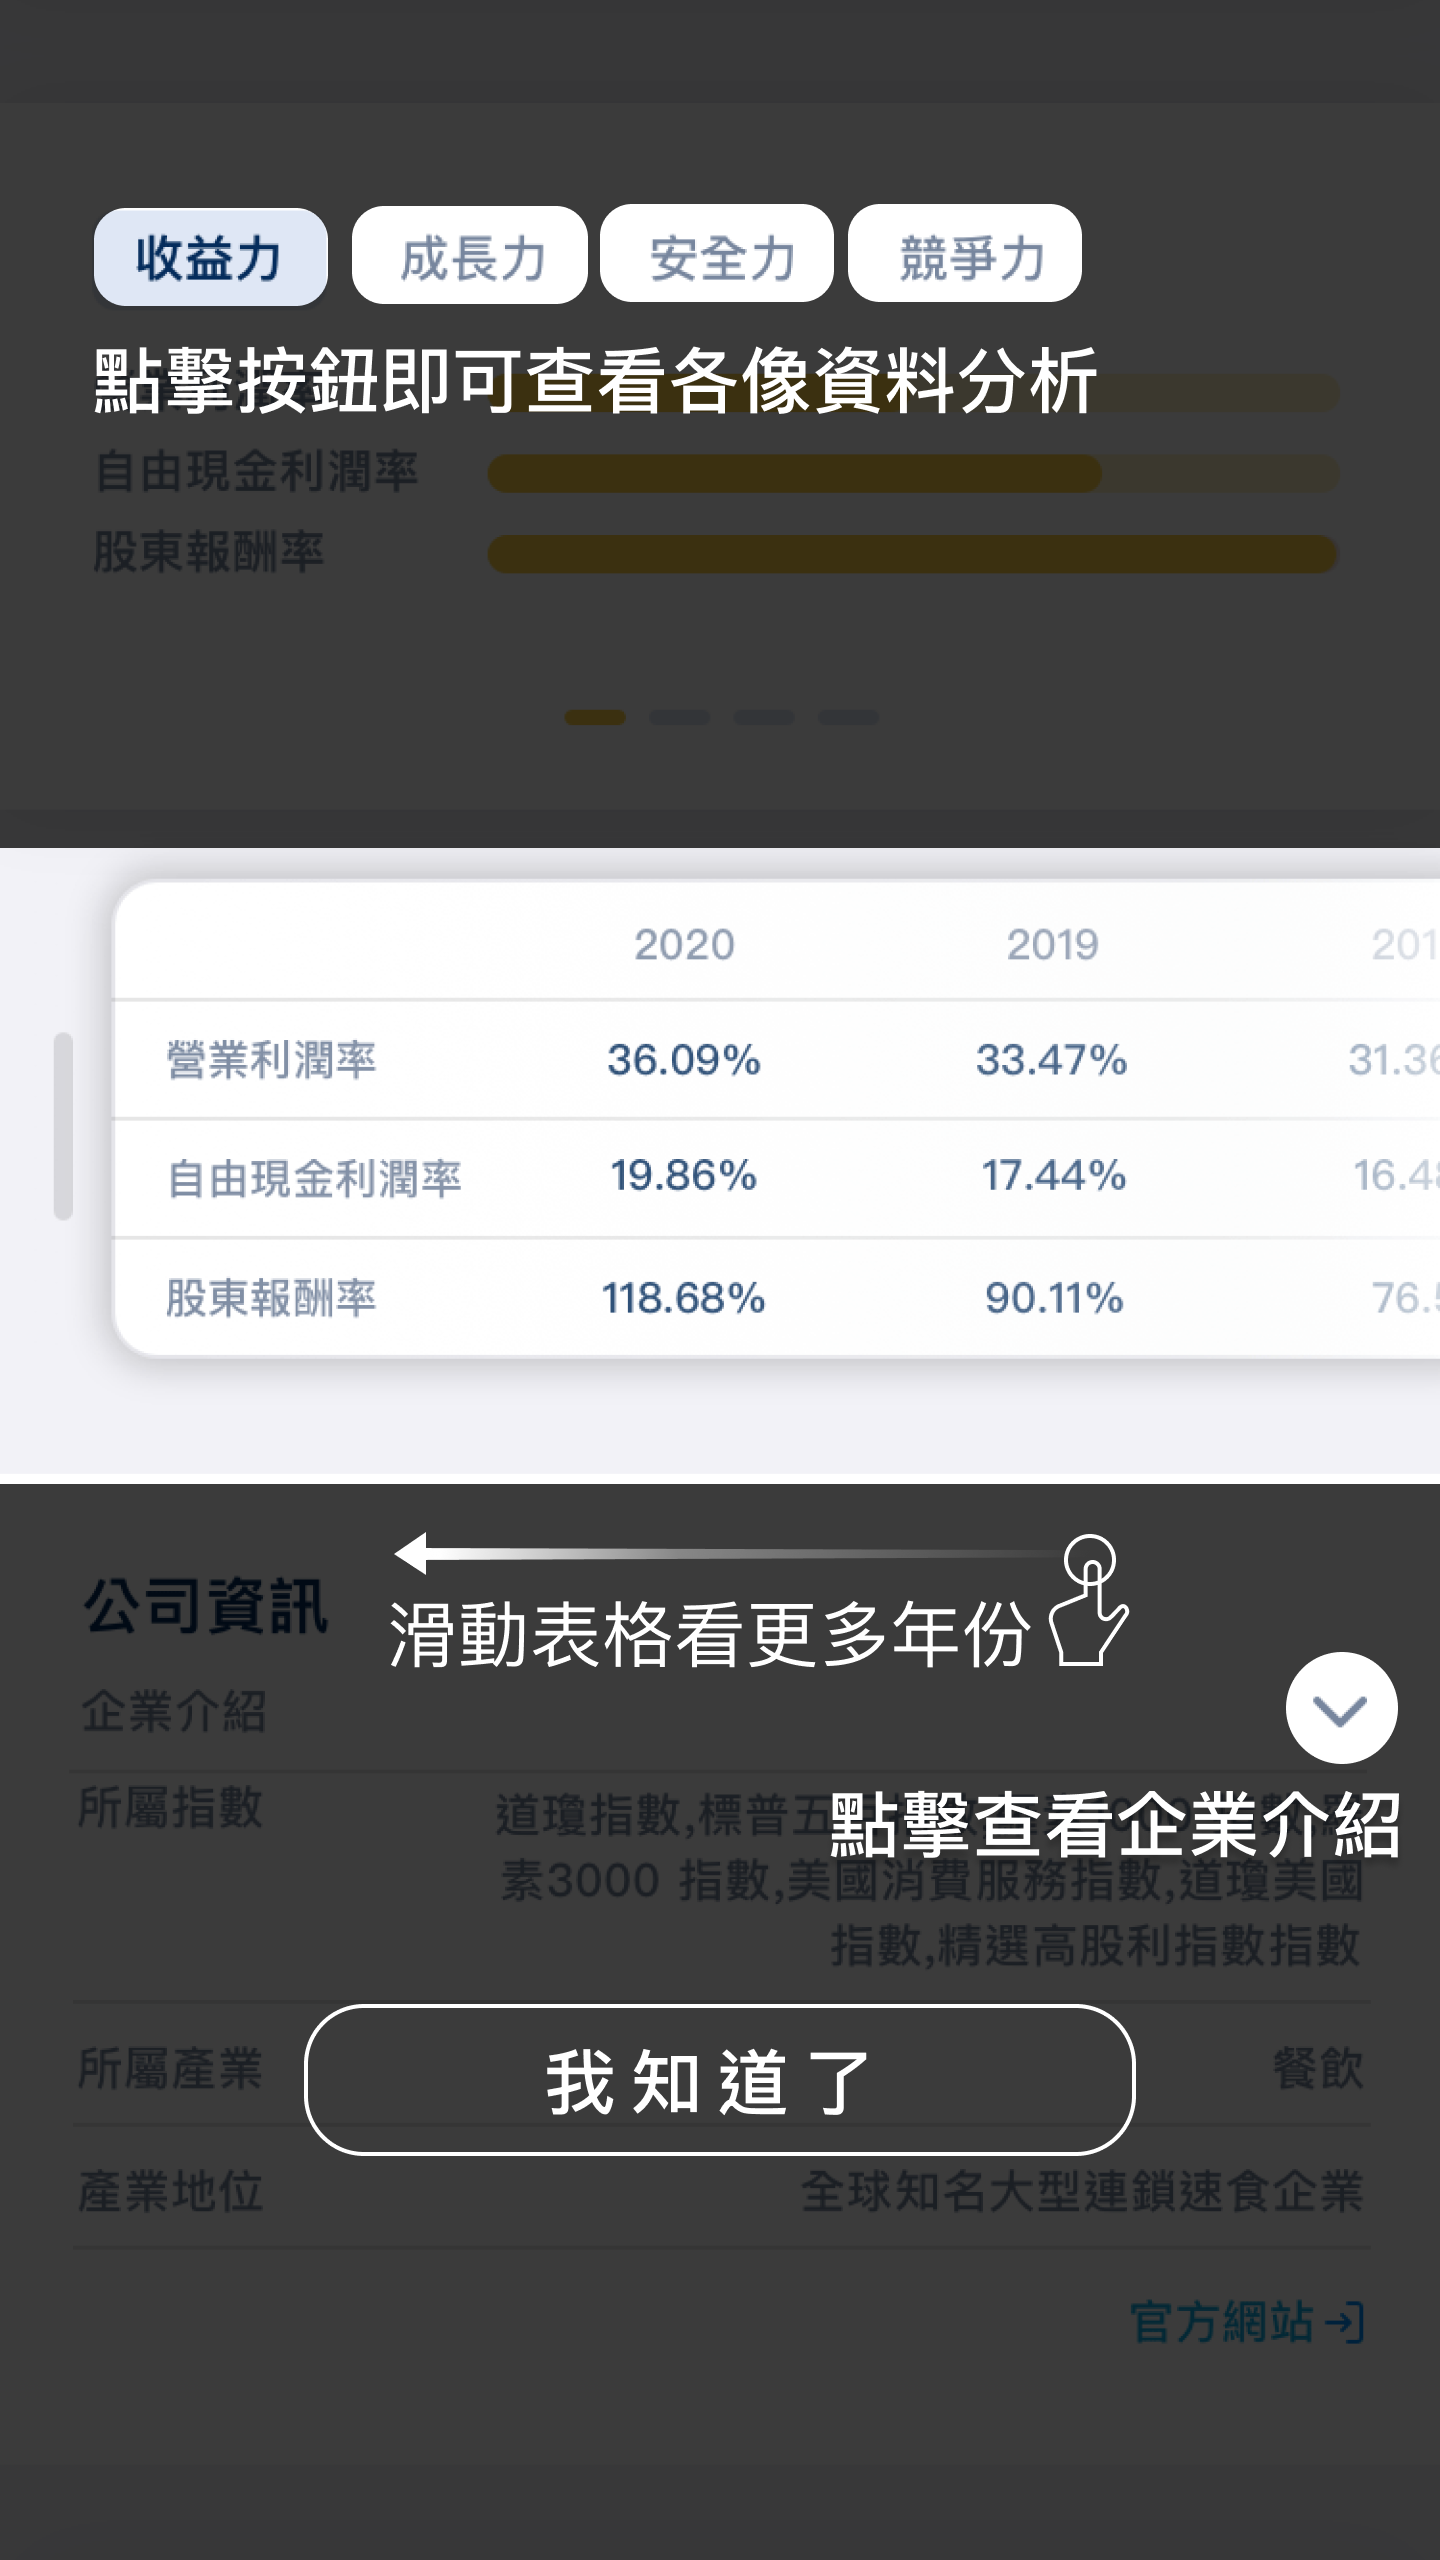 收益力 成長力 安全力 競爭力
點擊按鈕即可查看各像資料分析
自由現金利潤率
股東報酬率
2020 2019 201
營業利潤率 36.09% 33.47% 31.36
自由現金利潤率 19.86% 17.44% 16.48
股東報酬率 118.68% 90.11% 76.5
滑動表格看更多年份
公司資訊
企業介紹
點擊查看企業介紹
所屬指數 道瓊指數,標普五
素3000 指數,美國消費服務指數,道瓊美國
指數,精選高股利指數指數
我知道了
所屬產業 餐飲
產業地位 全球知名大型連鎖速食企業
官方網站